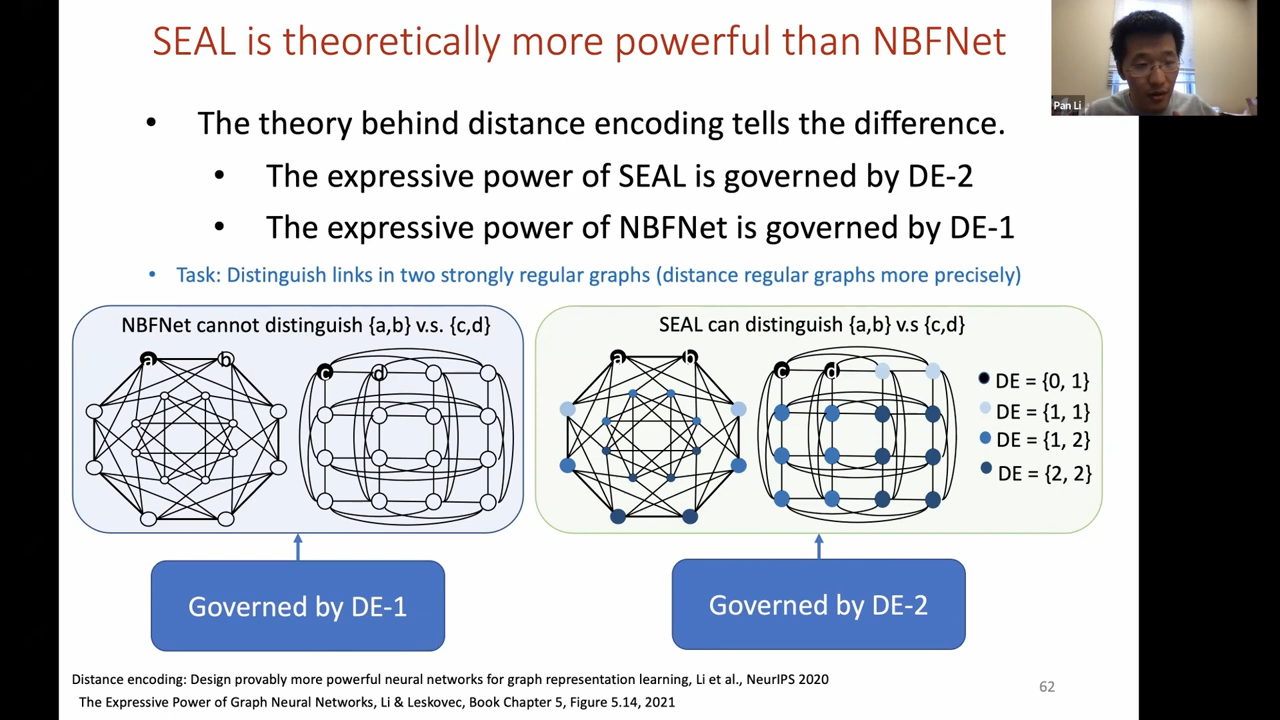 SEAL is theoretically more powerful than NBFNet
Pan Li
• The theory behind distance encoding tells the difference.
• The expressive power of SEAL is governed by DE-2
• The expressive power of NBFNet is governed by DE-1
• Task: Distinguish links in two strongly regular graphs (distance regular graphs more precisely)
NBFNet cannot distinguish {a,b} v.s. {c,d}
a b
c d
SEAL can distinguish {a,b} v.s {c,d}
a b
c d
DE = {0, 1}
DE = {1, 1}
DE = {1, 2}
DE = {2, 2}
Governed by DE-1
Governed by DE-2
Distance encoding: Design provably more powerful neural networks for graph representation learning, Li et al., NeurIPS 2020
The Expressive Power of Graph Neural Networks, Li & Leskovec, Book Chapter 5, Figure 5.14, 2021
62